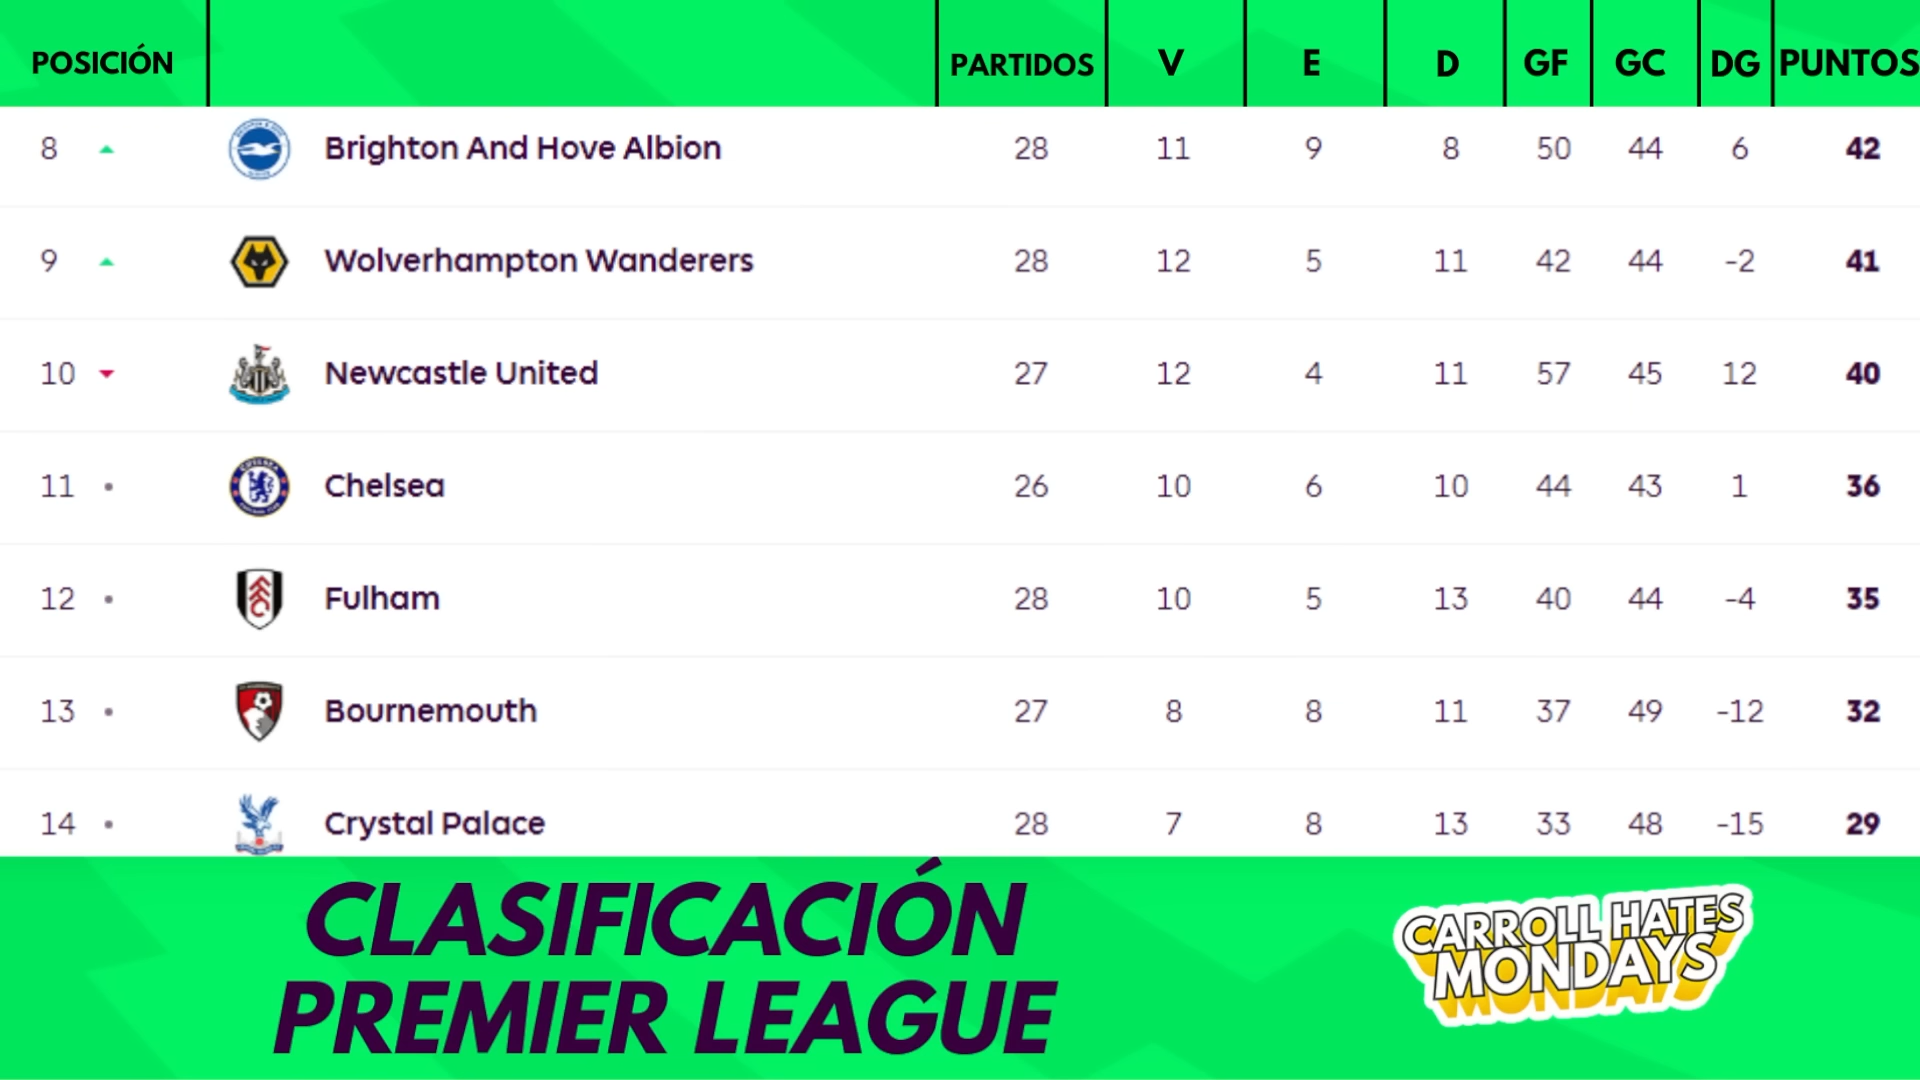 POSICIÓN PARTIDOS V E D GF GC DG PUNTOS
8 Brighton And Hove Albion 28 11 9 8 50 44 6 42
9 Wolverhampton Wanderers 28 12 5 11 42 44 -2 41
10 Newcastle United 27 12 4 11 57 45 12 40
11 Chelsea 26 10 6 10 44 43 1 36
12 Fulham 28 10 5 13 40 44 -4 35
13 Bournemouth 27 8 8 11 37 49 -12 32
14 Crystal Palace 28 7 8 13 33 48 -15 29
CLASIFICACIÓN
PREMIER LEAGUE
CARROLL HATES
MONDAYS